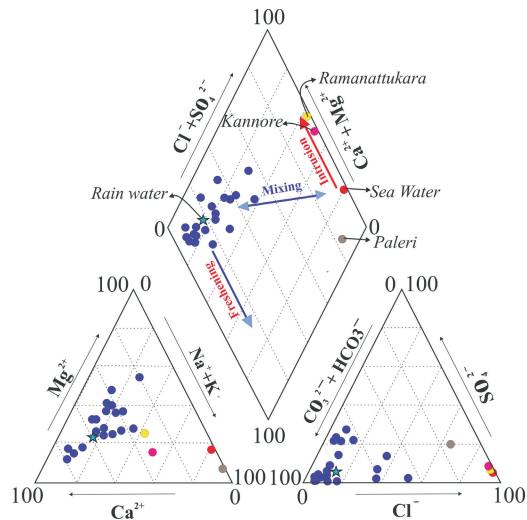 100
Ramanattukara
Kannore
Cl⁻+SO₄²⁻
Ca²⁺+Mg²⁺
Intrusion
Mixing
Rain water
Sea Water
0
0
Paleri
Freshening
100 0
0 100
100
Mg²⁺
Na⁺+K⁺
CO₃²⁻ + HCO3⁻
SO₄²⁻
100
0
100
100
0
100
Ca²⁺
Cl⁻